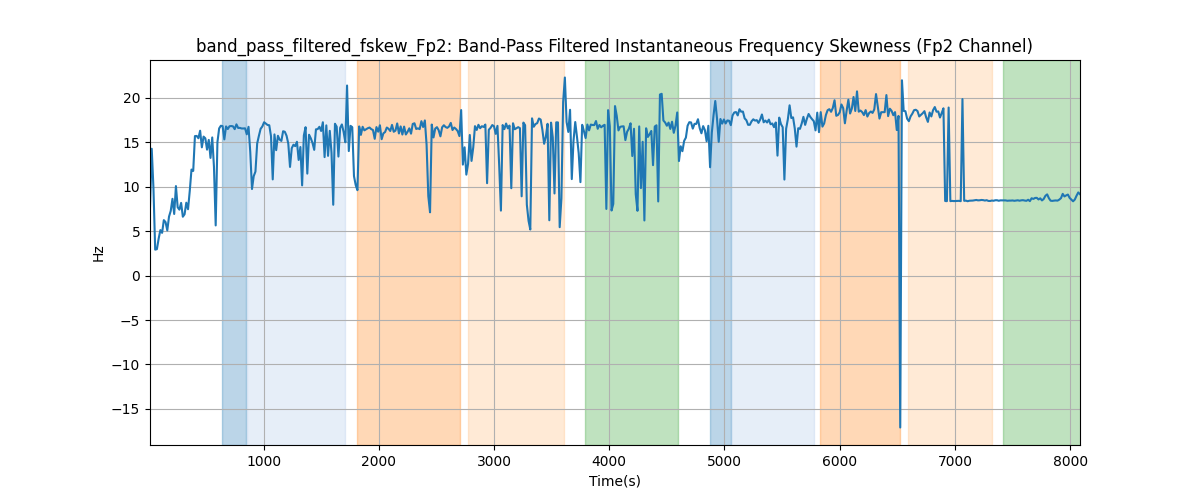 band_pass_filtered_fskew_Fp2: Band-Pass Filtered Instantaneous Frequency Skewness (Fp2 Channel)
20
15
10
5
0
−5
−10
−15
Hz
1000 2000 3000 4000 5000 6000 7000 8000
Time(s)